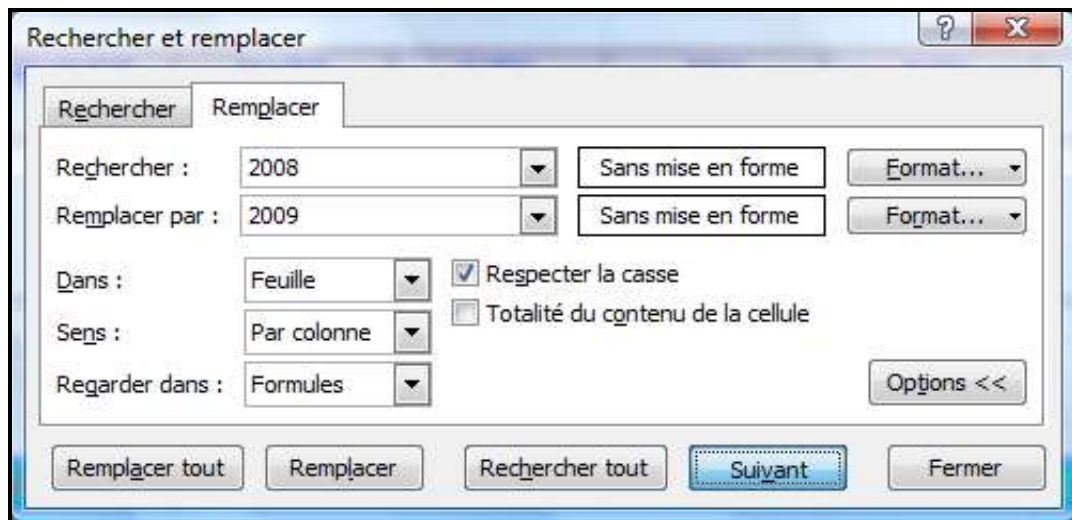 Rechercher et remplacer
Rechercher Remplacer
Rechercher : 2008 Sans mise en forme Format...
Remplacer par : 2009 Sans mise en forme Format...
Dans : Feuille Respecter la casse
Totalité du contenu de la cellule
Sens : Par colonne
Regarder dans : Formules Options <<
Remplacer tout Remplacer Rechercher tout Suivant Fermer